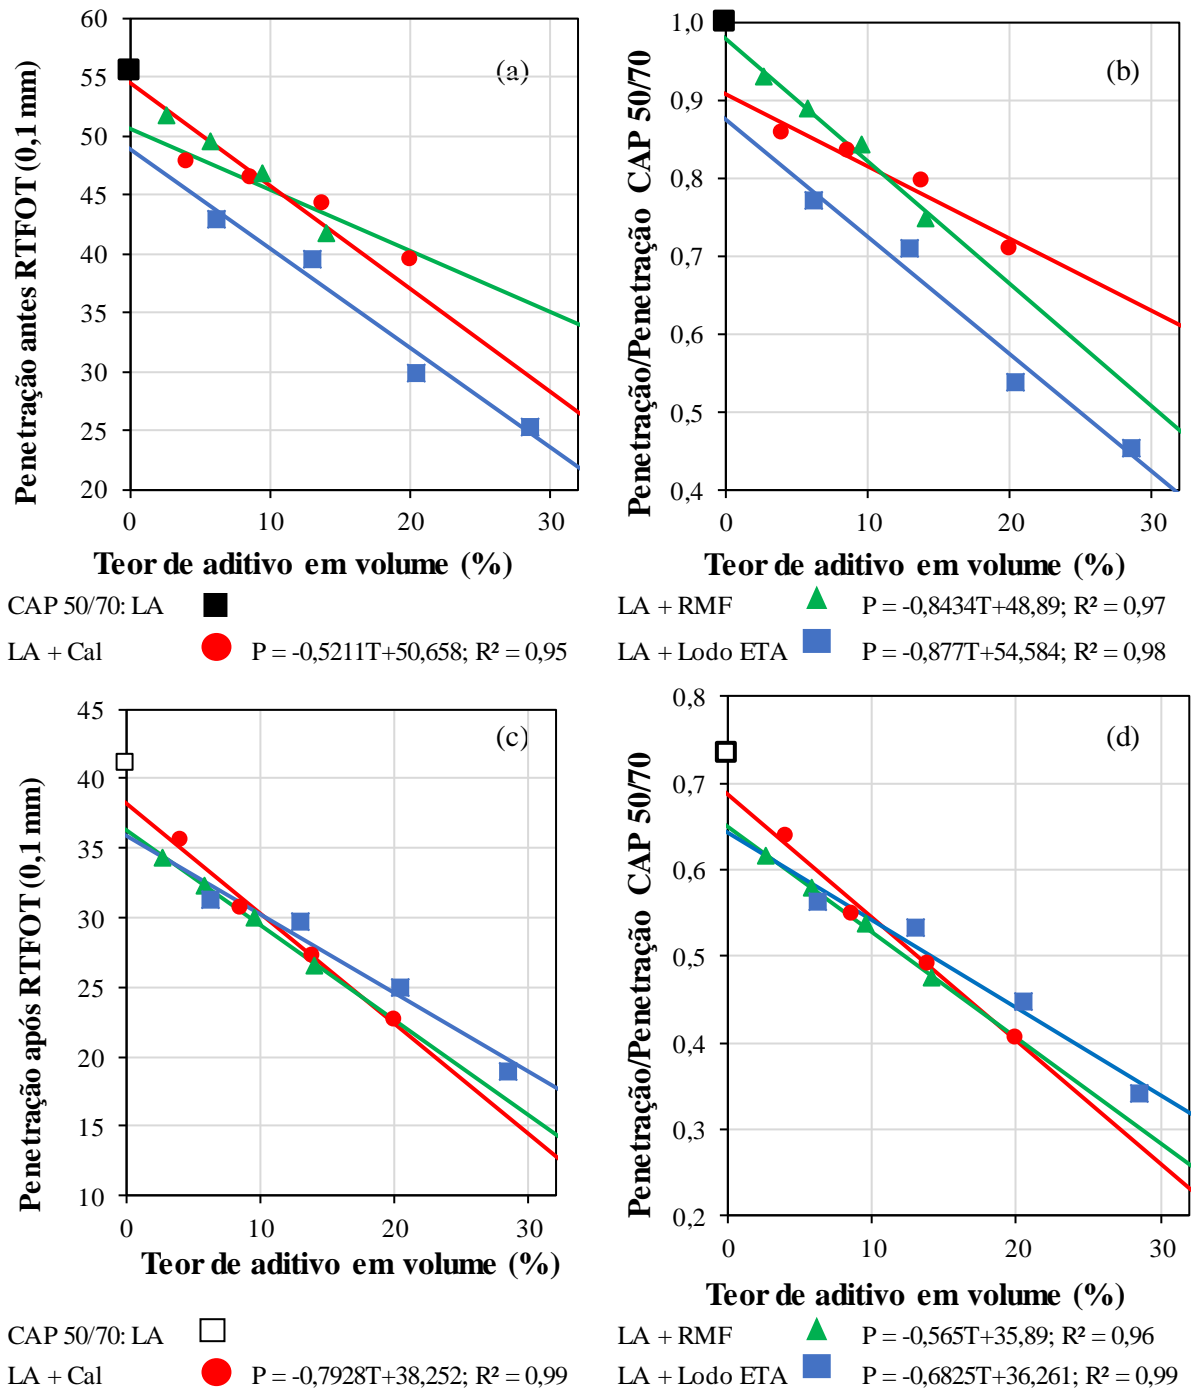 60
55
50
45
40
35
30
25
20
0
10
20
30
(a)
Penetração antes RTFOT (0,1 mm)
Teor de aditivo em volume (%)
1,0
0,9
0,8
0,7
0,6
0,5
0,4
0
10
20
30
(b)
Penetração/Penetração CAP 50/70
Teor de aditivo em volume (%)
CAP 50/70: LA
LA + Cal P = -0,5211T+50,658; R² = 0,95
LA + RMF P = -0,8434T+48,89; R² = 0,97
LA + Lodo ETA P = -0,877T+54,584; R² = 0,98
45
40
35
30
25
20
15
10
0
10
20
30
(c)
Penetração após RTFOT (0,1 mm)
Teor de aditivo em volume (%)
0,8
0,7
0,6
0,5
0,4
0,3
0,2
0
10
20
30
(d)
Penetração/Penetração CAP 50/70
Teor de aditivo em volume (%)
CAP 50/70: LA
LA + Cal P = -0,7928T+38,252; R² = 0,99
LA + RMF P = -0,565T+35,89; R² = 0,96
LA + Lodo ETA P = -0,6825T+36,261; R² = 0,99